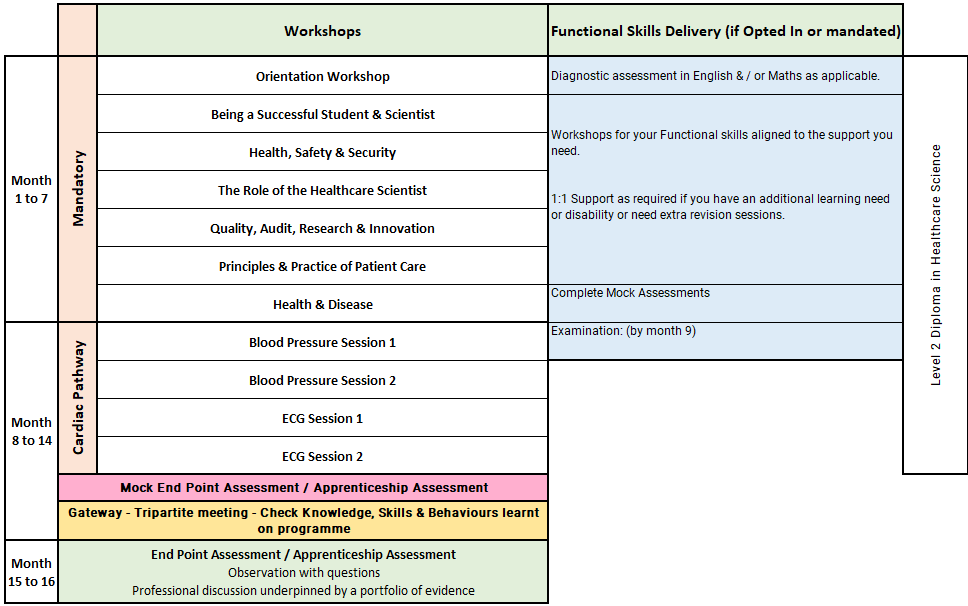 Workshops
Functional Skills Delivery (if Opted In or mandated)
Month
1 to 7
Mandatory
Orientation Workshop
Diagnostic assessment in English & / or Maths as applicable.
Being a Successful Student & Scientist
Health, Safety & Security
The Role of the Healthcare Scientist
Quality, Audit, Research & Innovation
Principles & Practice of Patient Care
Health & Disease
Workshops for your Functional skills aligned to the support you
need.
1:1 Support as required if you have an additional learning need
or disability or need extra revision sessions.
Complete Mock Assessments
Level 2 Diploma in Healthcare Science
Month
8 to 14
Cardiac Pathway
Blood Pressure Session 1
Examination: (by month 9)
Blood Pressure Session 2
ECG Session 1
ECG Session 2
Mock End Point Assessment / Apprenticeship Assessment
Gateway - Tripartite meeting - Check Knowledge, Skills & Behaviours learnt
on programme
Month
15 to 16
End Point Assessment / Apprenticeship Assessment
Observation with questions
Professional discussion underpinned by a portfolio of evidence